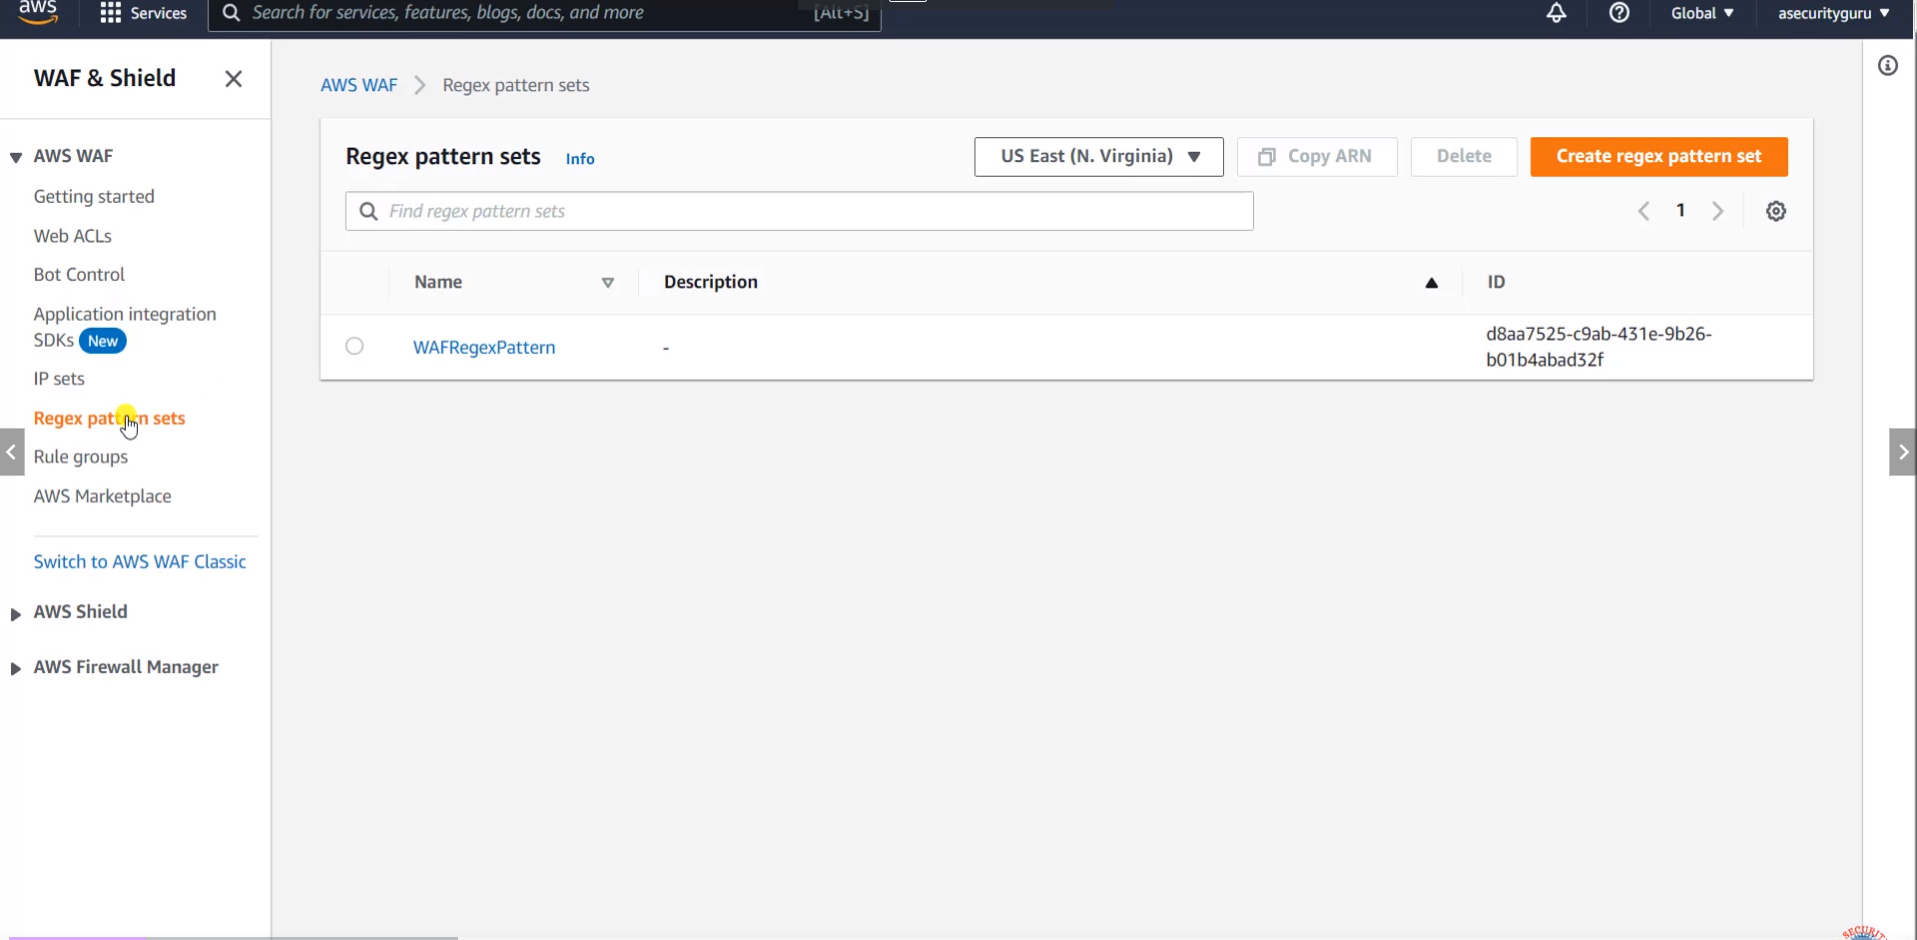 aws
Services
Search for services, features, blogs, docs, and more
[Alt+S]
Global
asecurityguru
WAF & Shield
AWS WAF
Getting started
Web ACLs
Bot Control
Application integration
SDKs New
IP sets
Regex pattern sets
Rule groups
AWS Marketplace
Switch to AWS WAF Classic
AWS Shield
AWS Firewall Manager
AWS WAF > Regex pattern sets
Regex pattern sets Info
US East (N. Virginia)
Copy ARN
Delete
Create regex pattern set
Find regex pattern sets
1
Name
Description
ID
WAFRegexPattern
-
d8aa7525-c9ab-431e-9b26-
b01b4abad32f
SECURITY